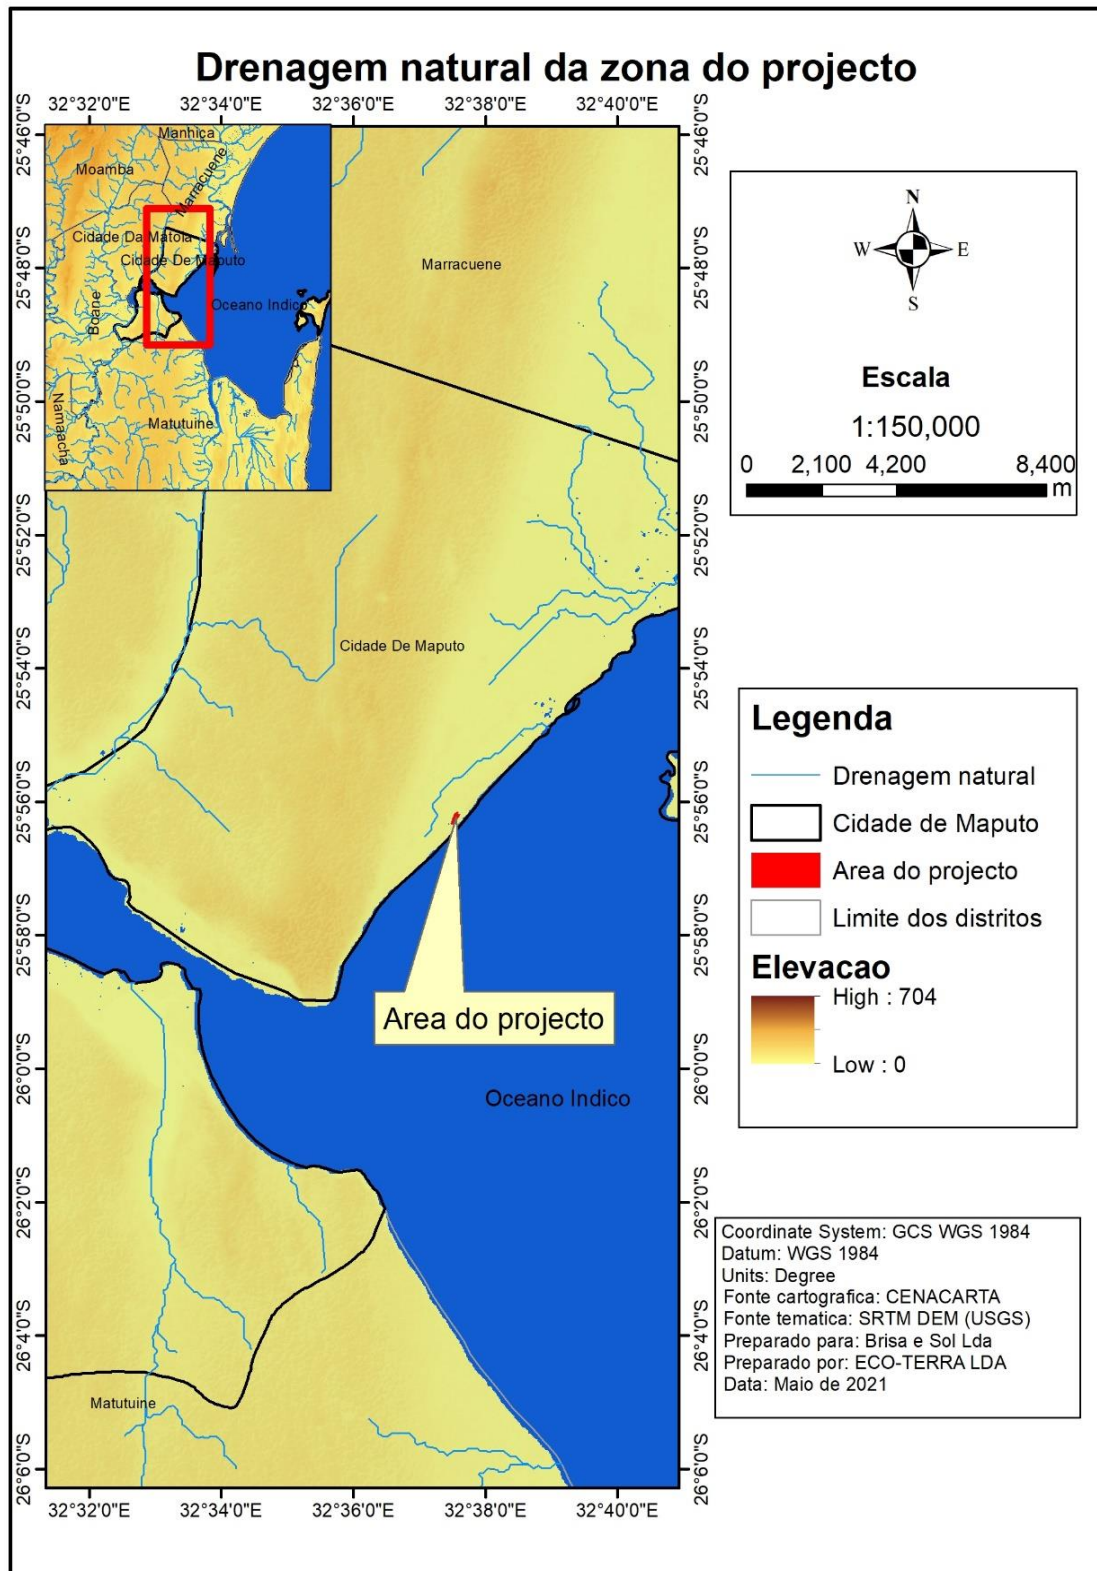 Drenagem natural da zona do projecto
32°32'0"E 32°34'0"E 32°36'0"E 32°38'0"E 32°40'0"E
25°46'0"S 25°46'0"S
25°48'0"S 25°48'0"S
25°50'0"S 25°50'0"S
25°52'0"S 25°52'0"S
25°54'0"S 25°54'0"S
25°56'0"S 25°56'0"S
25°58'0"S 25°58'0"S
26°0'0"S 26°0'0"S
26°2'0"S 26°2'0"S
26°4'0"S 26°4'0"S
26°6'0"S 26°6'0"S
Manhiça
Moamba
Marracuene
Cidade Da Matola
Cidade De Maputo
Boane
Oceano Indico
Namaacha
Matutuine
Marracuene
Cidade De Maputo
Area do projecto
Oceano Indico
Matutuine
32°32'0"E 32°34'0"E 32°36'0"E 32°38'0"E 32°40'0"E
N
W E
S
Escala
1:150,000
0 2,100 4,200 8,400
m
Legenda
Drenagem natural
Cidade de Maputo
Area do projecto
Limite dos distritos
Elevacao
High : 704
Low : 0
Coordinate System: GCS WGS 1984
Datum: WGS 1984
Units: Degree
Fonte cartografica: CENACARTA
Fonte tematica: SRTM DEM (USGS)
Preparado para: Brisa e Sol Lda
Preparado por: ECO-TERRA LDA
Data: Maio de 2021